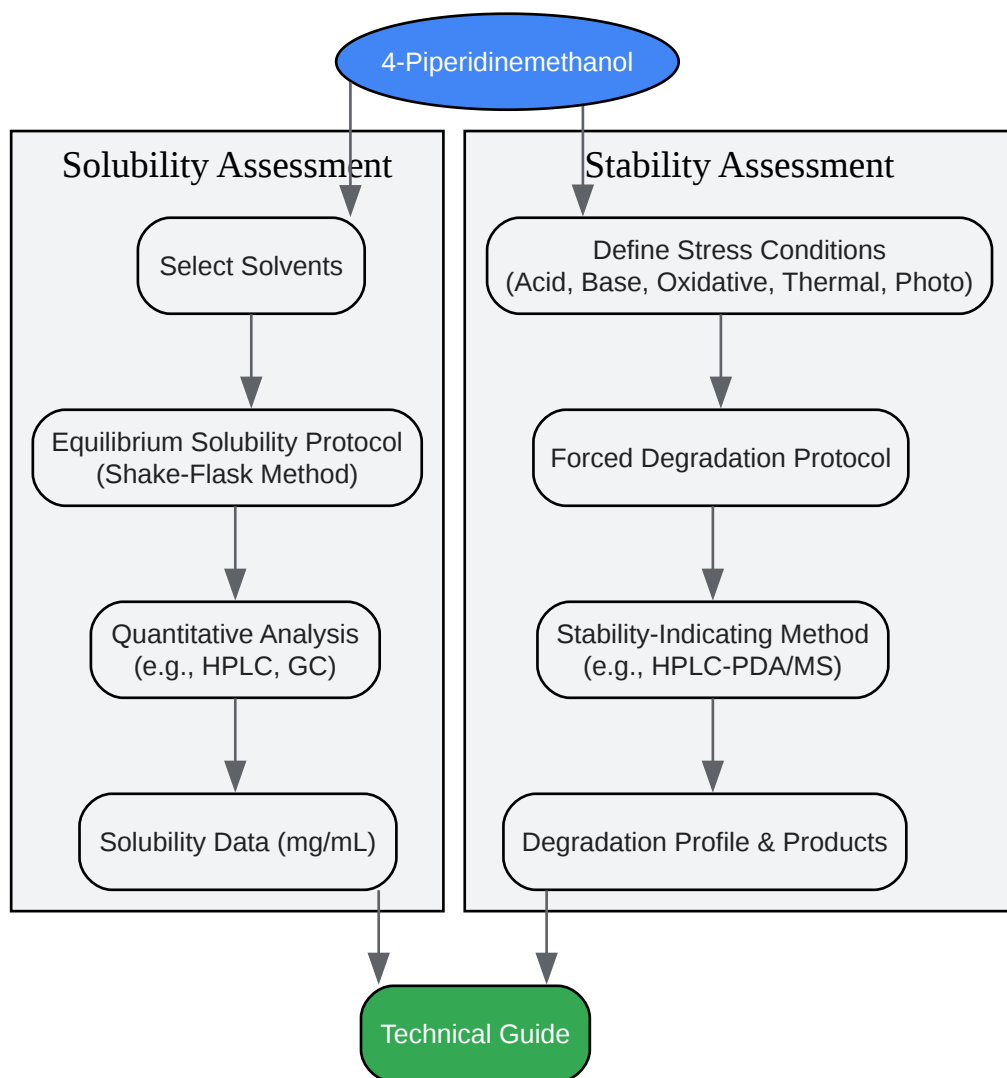 4-Piperidinemethanol
Solubility Assessment
Select Solvents
Equilibrium Solubility Protocol
(Shake-Flask Method)
Quantitative Analysis
(e.g., HPLC, GC)
Solubility Data (mg/mL)
Stability Assessment
Define Stress Conditions
(Acid, Base, Oxidative, Thermal, Photo)
Forced Degradation Protocol
Stability-Indicating Method
(e.g., HPLC-PDA/MS)
Degradation Profile & Products
Technical Guide